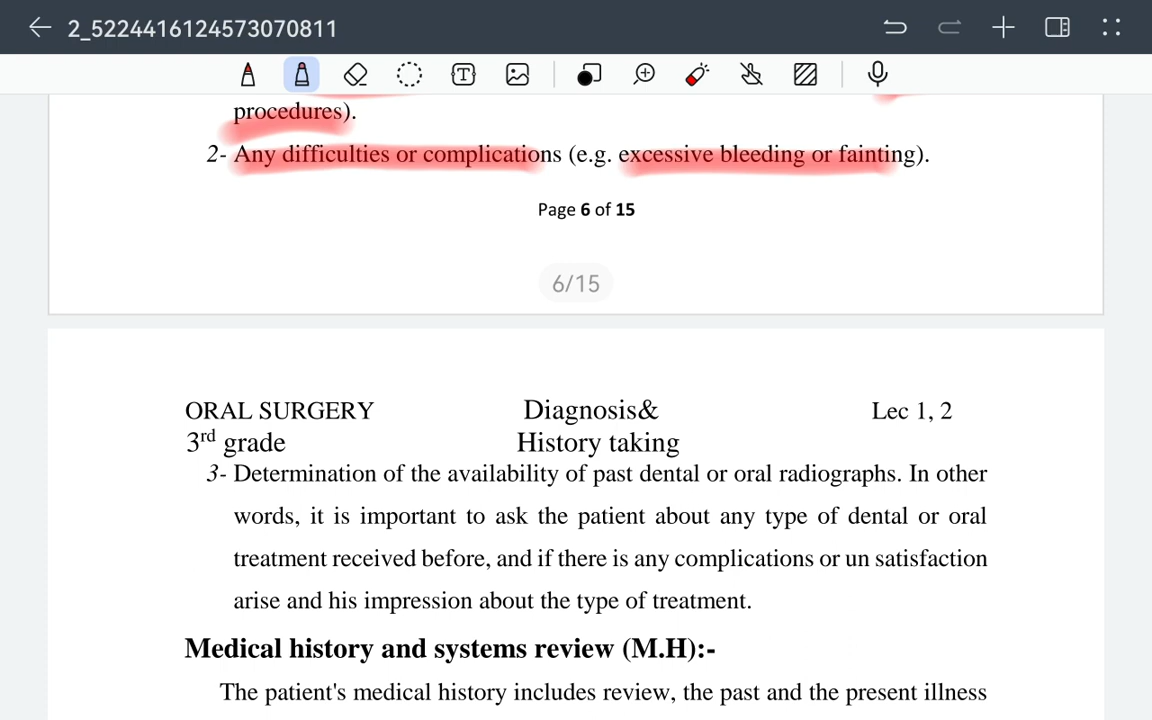 2_5224416124573070811
procedures).
2- Any difficulties or complications (e.g. excessive bleeding or fainting).
Page 6 of 15
6/15
ORAL SURGERY Diagnosis& Lec 1, 2
3rd grade History taking
3- Determination of the availability of past dental or oral radiographs. In other
words, it is important to ask the patient about any type of dental or oral
treatment received before, and if there is any complications or un satisfaction
arise and his impression about the type of treatment.
Medical history and systems review (M.H):-
The patient's medical history includes review, the past and the present illness